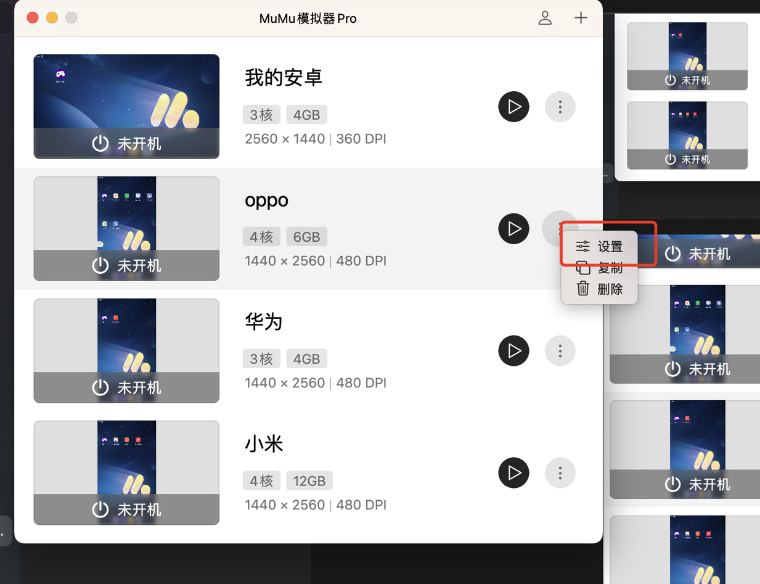 MuMu模拟器Pro
我的安卓
3核 4GB
2560 × 1440 | 360 DPI
未开机
oppo
4核 6GB
1440 × 2560 | 480 DPI
未开机
设置
复制
删除
华为
3核 4GB
1440 × 2560 | 480 DPI
未开机
小米
4核 12GB
1440 × 2560 | 480 DPI
未开机
未开机
未开机
未开机
未开机
未开机